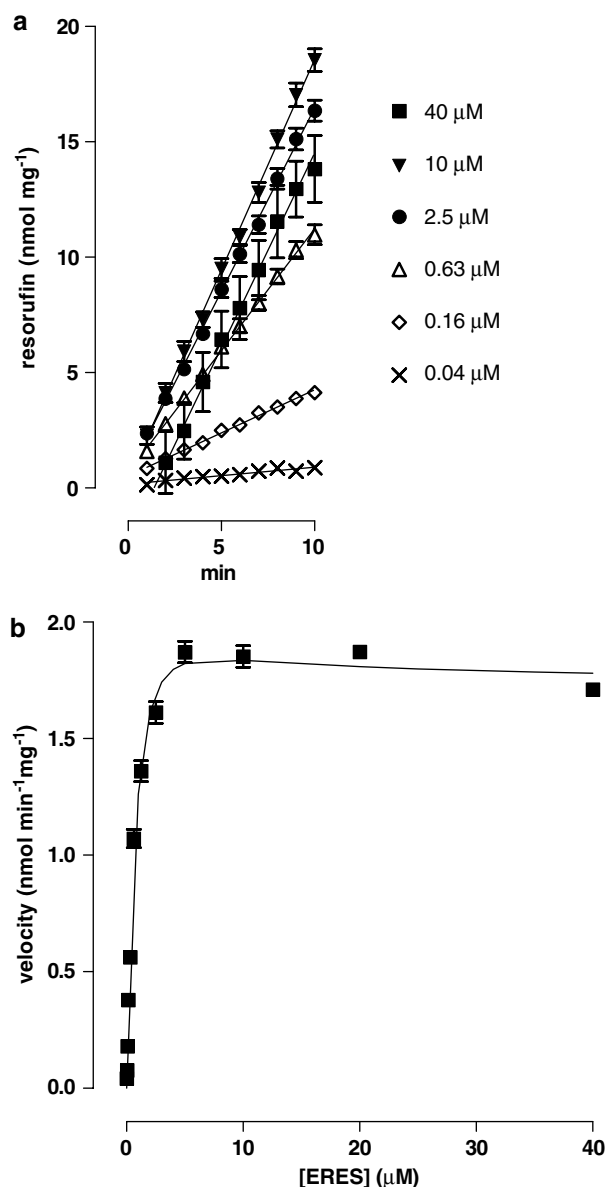 a
20
15
10
5
0
resorufin (nmol mg⁻¹)
0
5
10
min
40 μM
10 μM
2.5 μM
0.63 μM
0.16 μM
0.04 μM
b
2.0
1.5
1.0
0.5
0.0
velocity (nmol min⁻¹mg⁻¹)
0
10
20
30
40
[ERES] (μM)